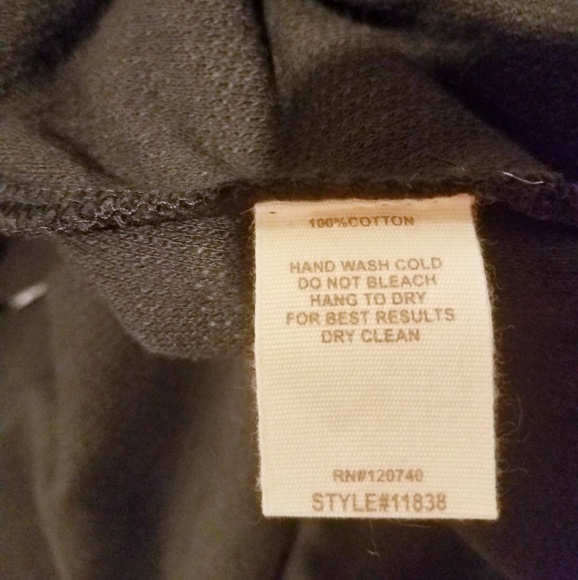 100%COTTON
HAND WASH COLD
DO NOT BLEACH
HANG TO DRY
FOR BEST RESULTS
DRY CLEAN
RN#120740
STYLE#11838